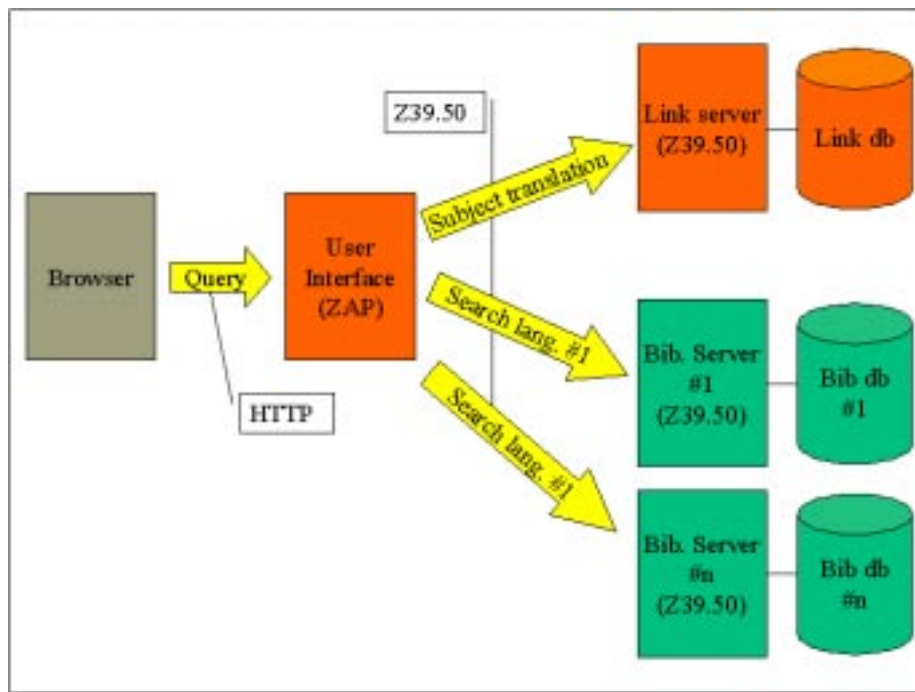 Z39.50
Link server
(Z39.50)
Link db
Subject translation
Browser
Query
User
Interface
(ZAP)
HTTP
Search lang. #1
Bib. Server
#1
(Z39.50)
Bib db
#1
Search lang. #1
Bib. Server
#n
(Z39.50)
Bib db
#n